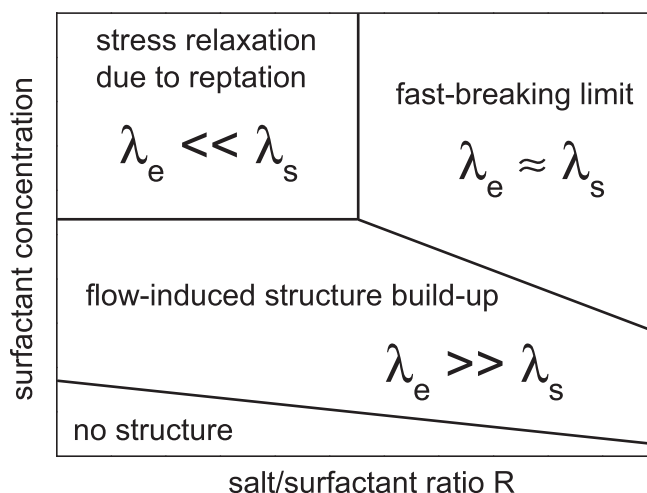 stress relaxation
due to reptation
λe << λs
fast-breaking limit
λe ≈ λs
surfactant concentration
flow-induced structure build-up
λe >> λs
no structure
salt/surfactant ratio R